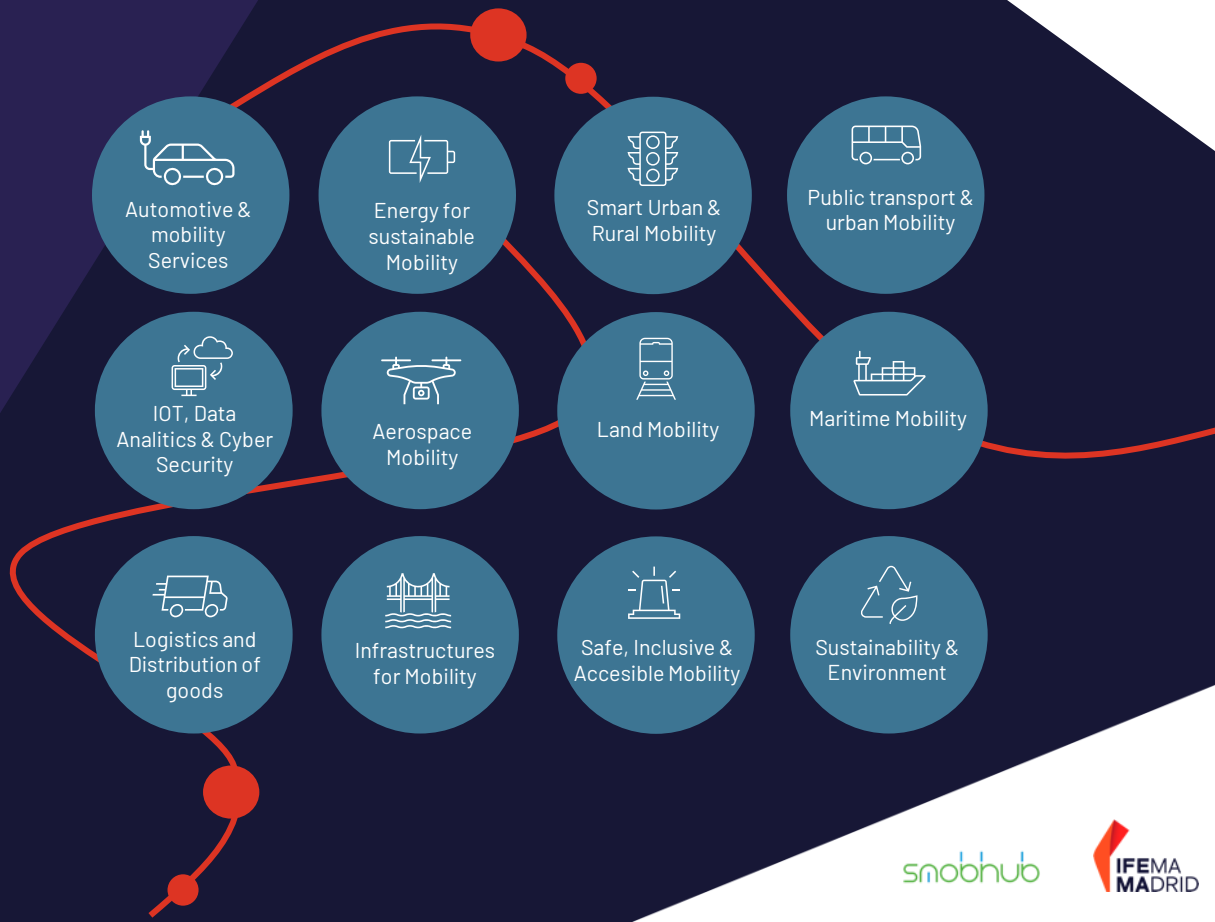 Automotive &
mobility
Services
Energy for
sustainable
Mobility
Smart Urban &
Rural Mobility
Public transport &
urban Mobility
IOT, Data
Analitics & Cyber
Security
Aerospace
Mobility
Land Mobility
Maritime Mobility
Logistics and
Distribution of
goods
Infrastructures
for Mobility
Safe, Inclusive &
Accesible Mobility
Sustainability &
Environment
smobhub
IFEMA
MADRID